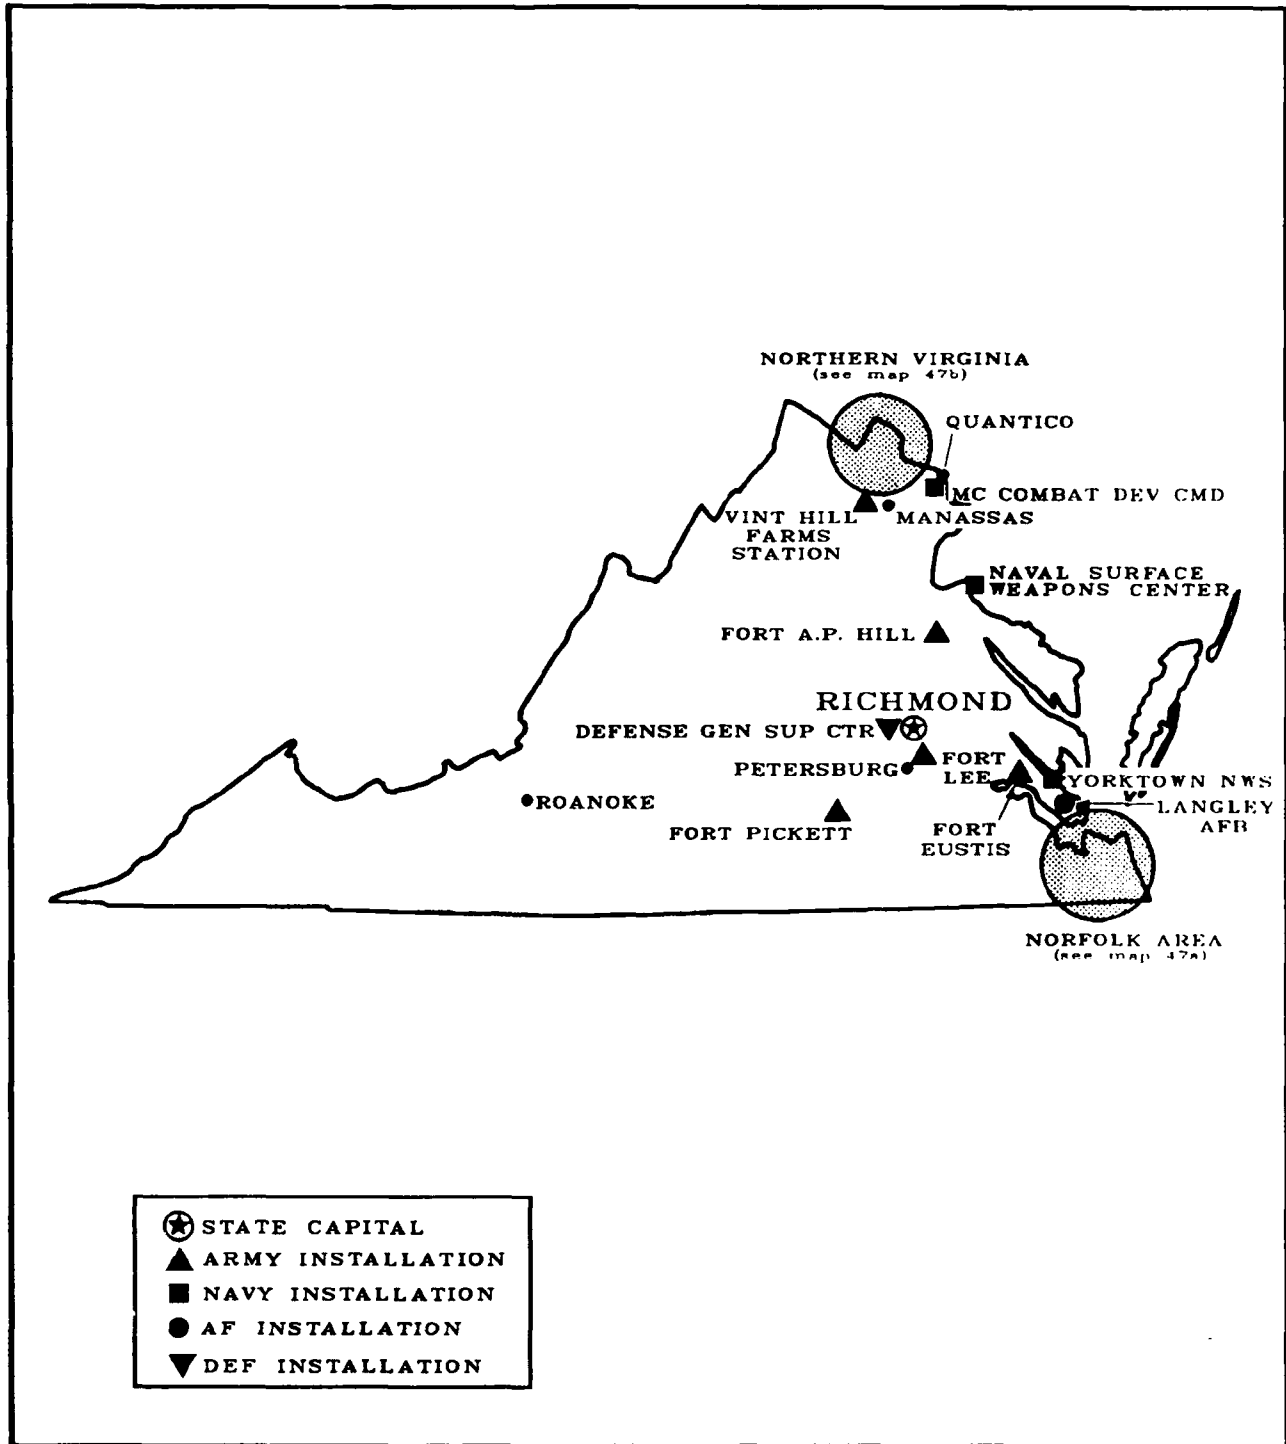 NORTHERN VIRGINIA
(see map 47b)
QUANTICO
MC COMBAT DEV CMD
VINT HILL
FARMS
STATION
MANASSAS
NAVAL SURFACE
WEAPONS CENTER
FORT A.P. HILL
RICHMOND
DEFENSE GEN SUP CTR
PETERSBURG
FORT
LEE
YORKTOWN NWS
ROANOKE
LANGLEY
AFB
FORT PICKETT
FORT
EUSTIS
NORFOLK AREA
(see map 47a)
STATE CAPITAL
ARMY INSTALLATION
NAVY INSTALLATION
AF INSTALLATION
DEF INSTALLATION